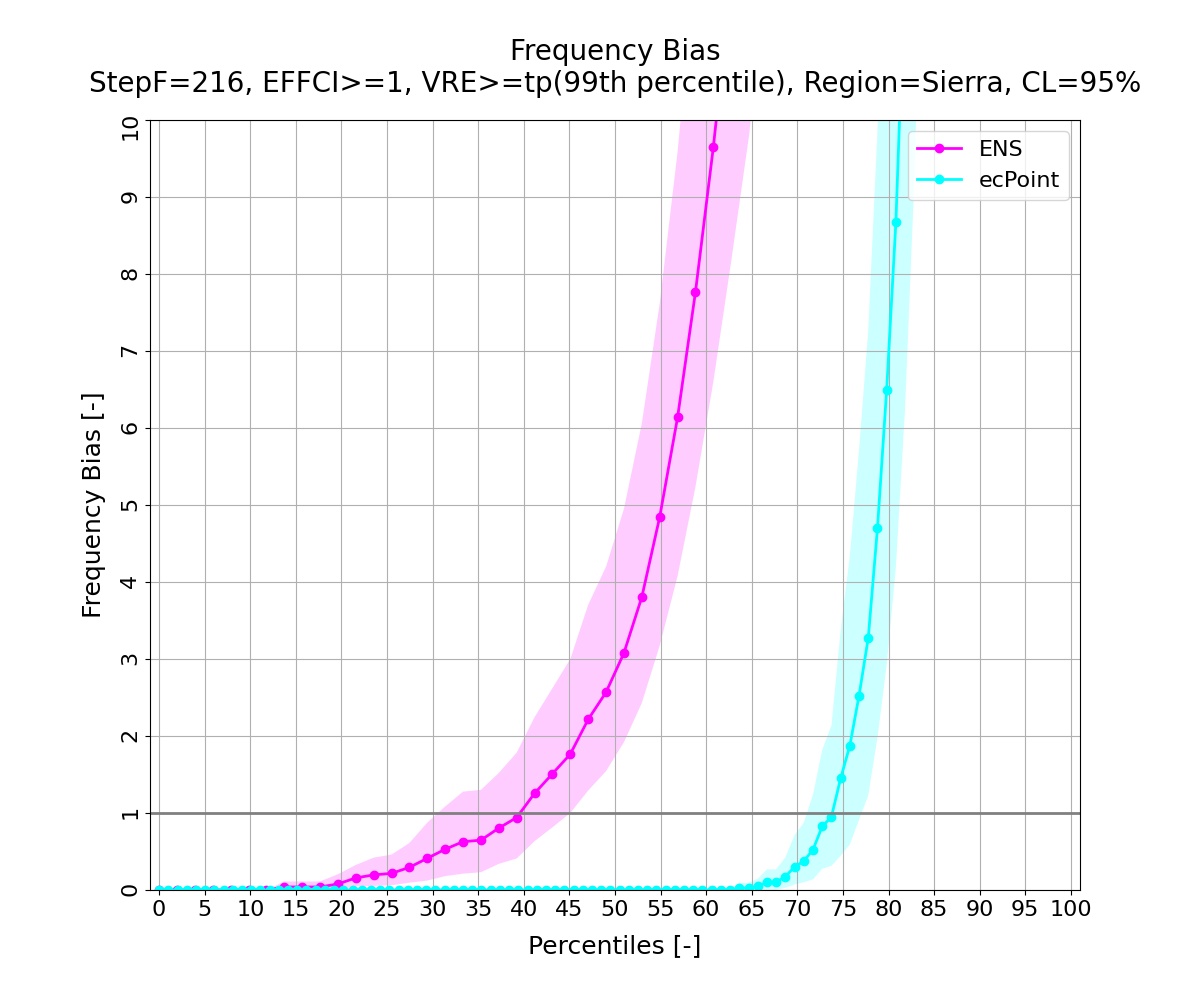 Frequency Bias
StepF=216, EFFCI>=1, VRE>=tp(99th percentile), Region=Sierra, CL=95%
10
9
8
7
6
5
4
3
2
1
0
Frequency Bias [-]
ENS
ecPoint
0 5 10 15 20 25 30 35 40 45 50 55 60 65 70 75 80 85 90 95 100
Percentiles [-]